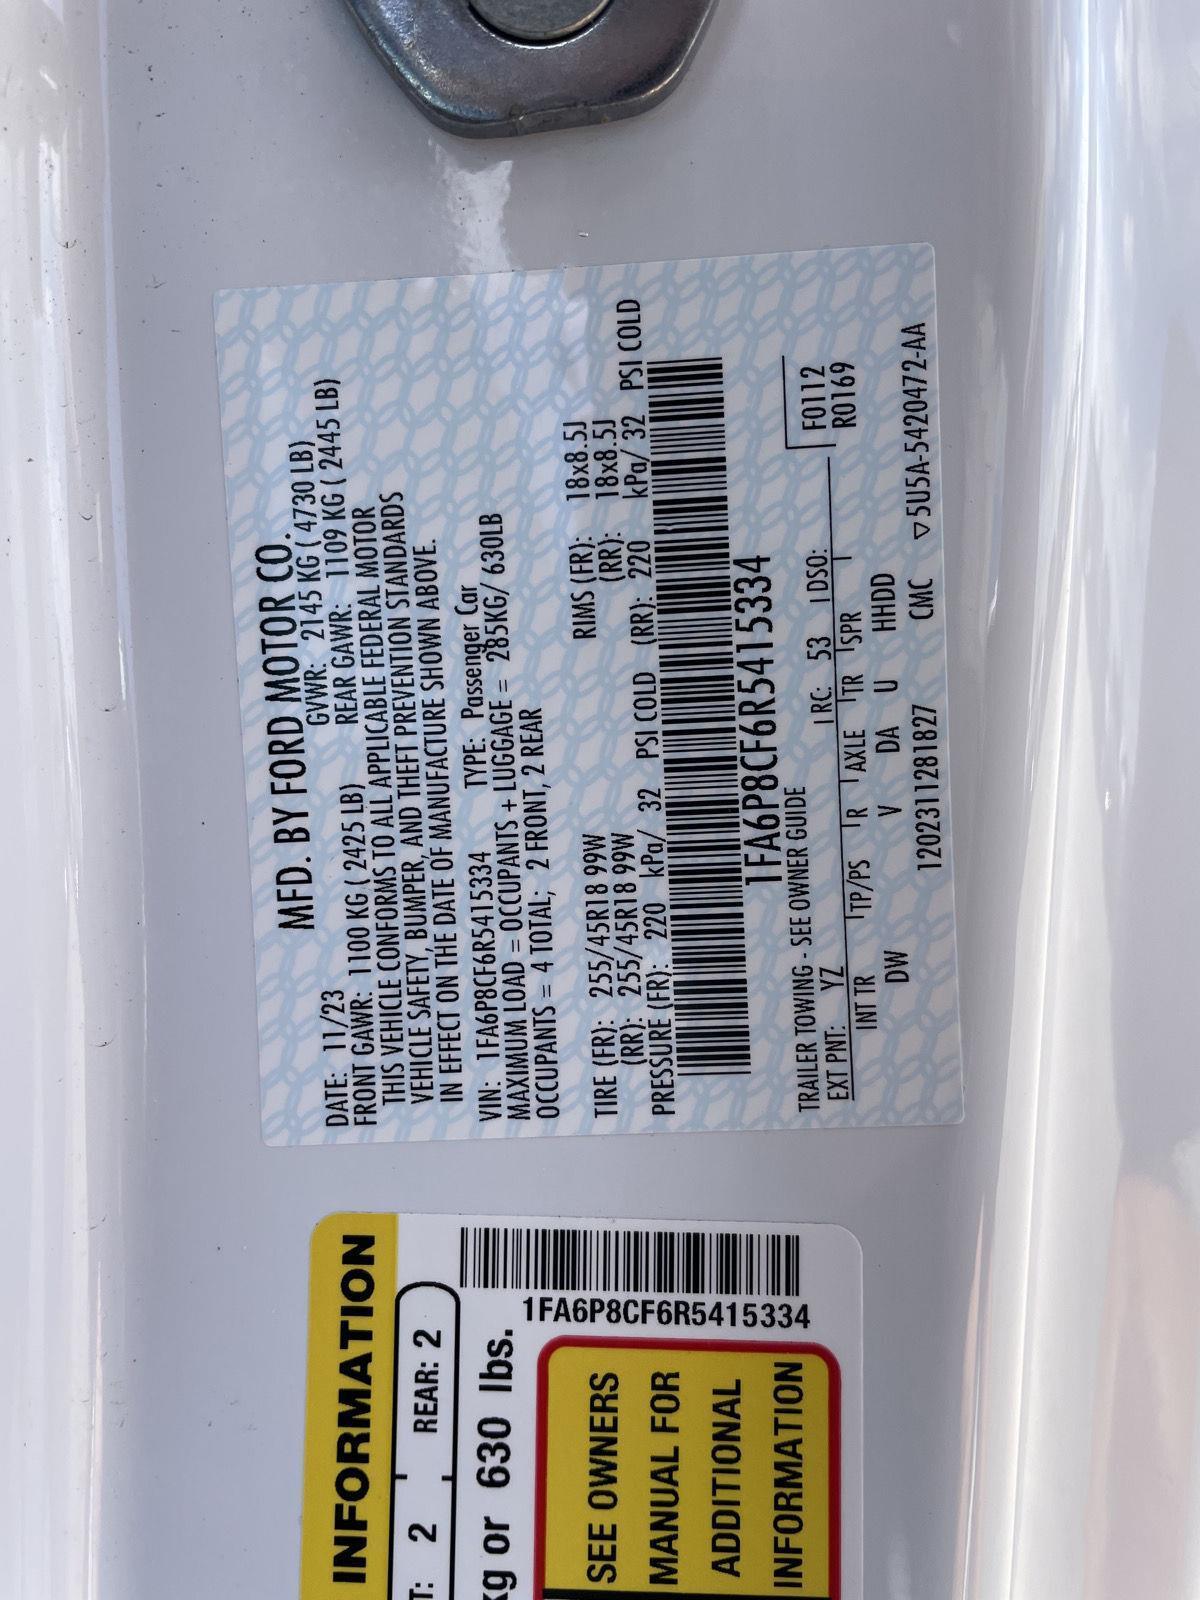 MFD. BY FORD MOTOR CO.
DATE: 11/23 GVWR: 2145 KG ( 4730 LB)
FRONT GAWR: 1100 KG ( 2425 LB) REAR GAWR: 1109 KG ( 2445 LB)
THIS VEHICLE CONFORMS TO ALL APPLICABLE FEDERAL MOTOR
VEHICLE SAFETY, BUMPER, AND THEFT PREVENTION STANDARDS
IN EFFECT ON THE DATE OF MANUFACTURE SHOWN ABOVE.
VIN: 1FA6P8CF6R5415334 TYPE: Passenger Car
MAXIMUM LOAD = OCCUPANTS + LUGGAGE = 285KG/ 630LB
OCCUPANTS = 4 TOTAL; 2 FRONT, 2 REAR
TIRE (FR): 255/45R18 99W RIMS (FR): 18x8.5J
(RR): 255/45R18 99W (RR): 18x8.5J
PRESSURE (FR): 220 kPa/ 32 PSI COLD (RR): 220 kPa/ 32 PSI COLD
1FA6P8CF6R5415334
TRAILER TOWING - SEE OWNER GUIDE
F0112
R0169
EXT PNT: YZ RC: 53 DSO:
INT TR TP/PS R AXLE TR SPR
DW V DA U HHDD
12023112818​27 CMC ▽5U5A-5420472-AA
INFORMATION
T: 2 REAR: 2
kg or 630 lbs.
1FA6P8CF6R5415334
SEE OWNERS
MANUAL FOR
ADDITIONAL
INFORMATION